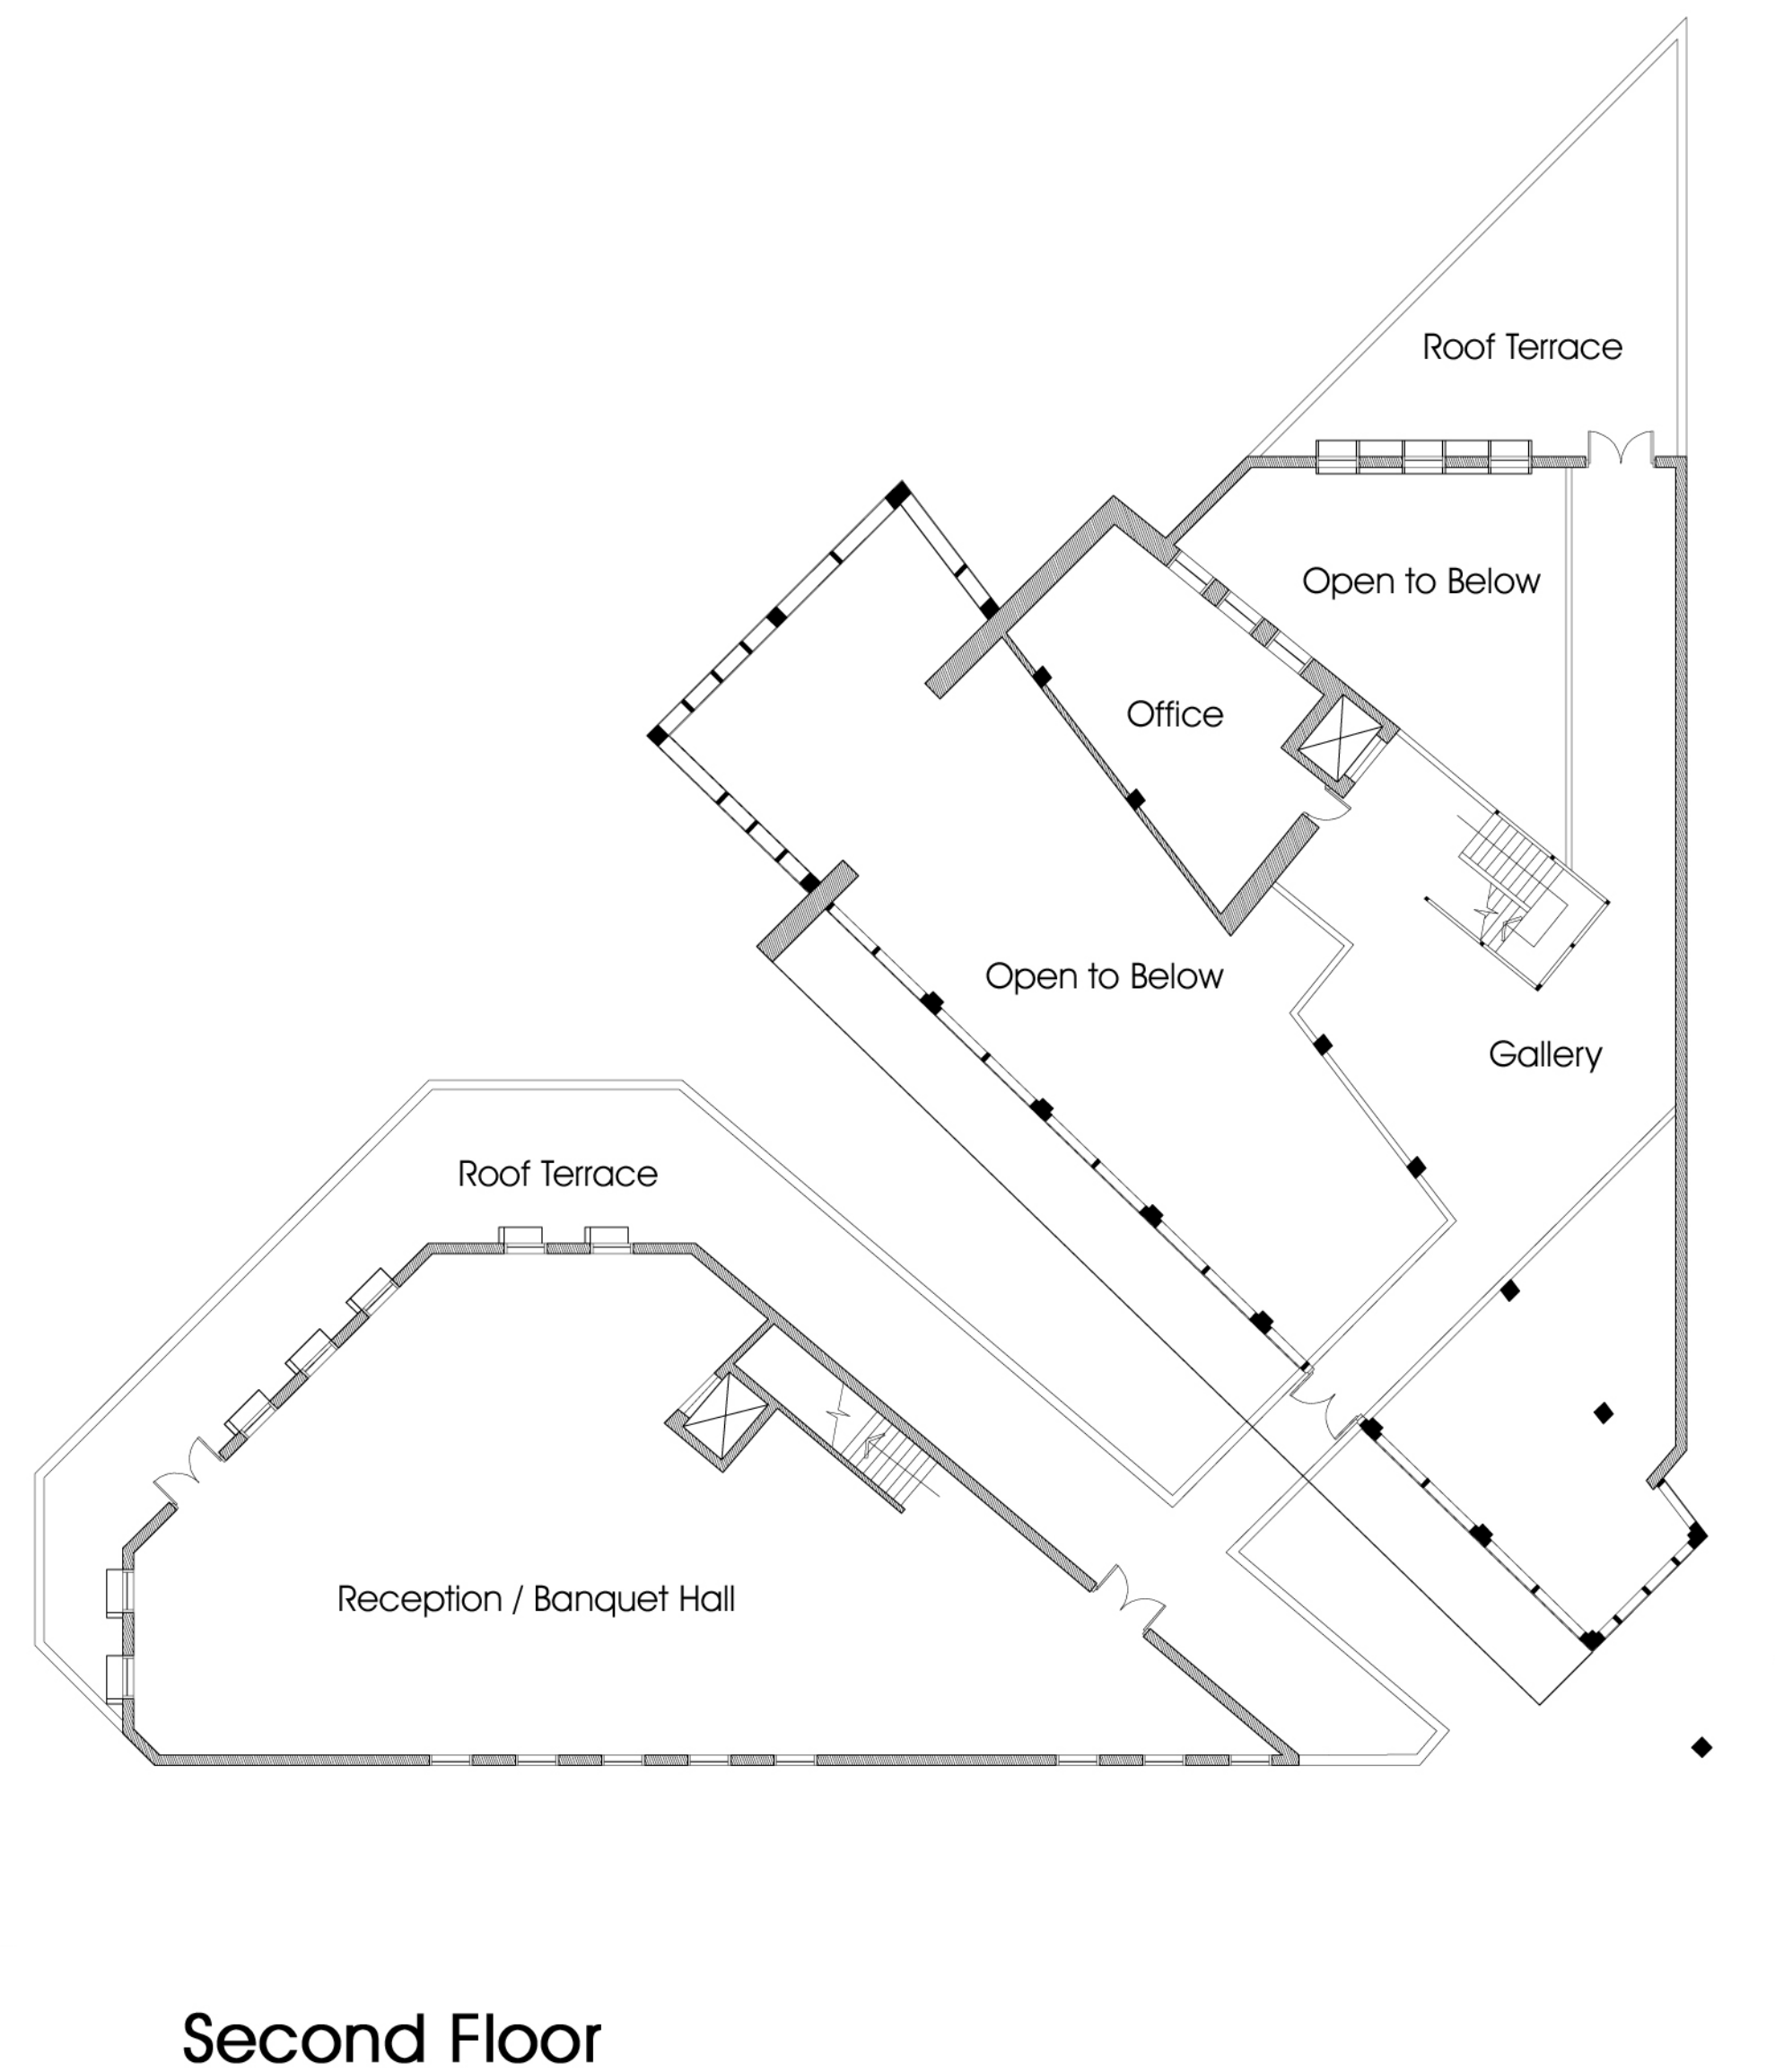 Roof Terrace
Open to Below
Office
Open to Below
Gallery
Roof Terrace
Reception / Banquet Hall
Second Floor